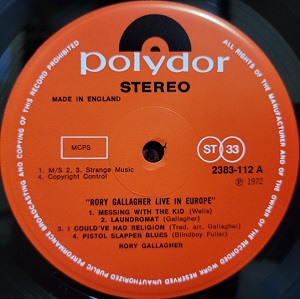 polydor
STEREO
MADE IN ENGLAND
MCPS
ST 33
1. M/S 2, 3. Strange Music
4. Copyright Control
2383-112 A
Ⓟ 1972
"RORY GALLAGHER LIVE IN EUROPE"
1. MESSING WITH THE KID (Wells)
2. LAUNDROMAT (Gallagher)
3. I COULD'VE HAD RELIGION (Trad. arr. Gallagher)
4. PISTOL SLAPPER BLUES (Blindboy Fuller)
RORY GALLAGHER
ALL RIGHTS OF THE MANUFACTURER AND OF THE OWNER OF THE RECORDED WORK RESERVED UNAUTHORIZED PUBLIC PERFORMANCE BROADCASTING AND COPYING OF THIS RECORD PROHIBITED